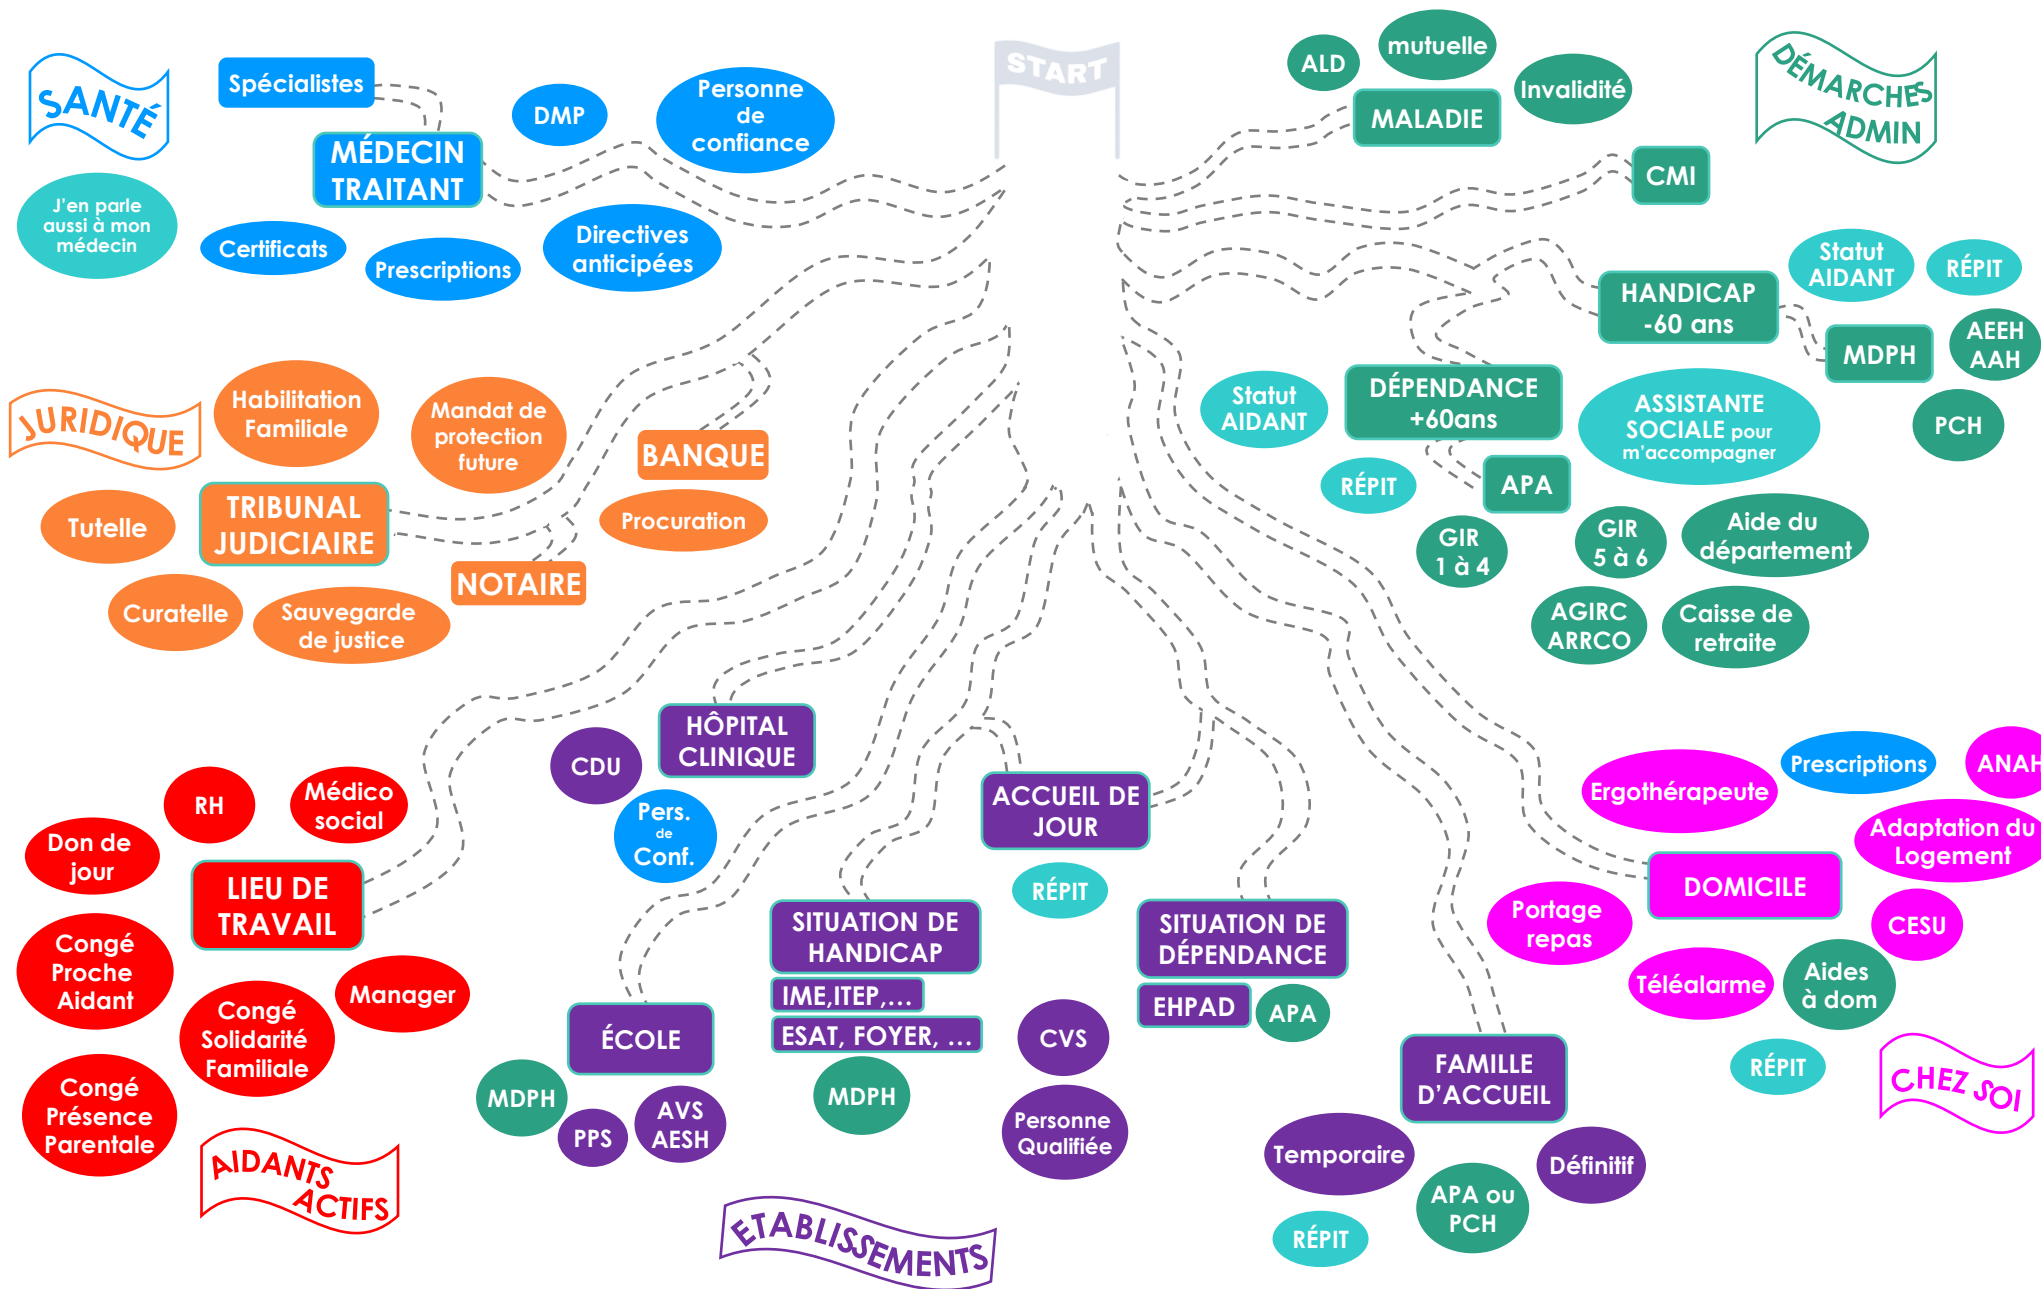 START
SANTÉ
Spécialistes
MÉDECIN
TRAITANT
DMP
Personne
de
confiance
J'en parle
aussi à mon
médecin
Certificats
Prescriptions
Directives
anticipées
JURIDIQUE
Habilitation
Familiale
Mandat de
protection
future
BANQUE
Procuration
TRIBUNAL
JUDICIAIRE
Tutelle
NOTAIRE
Curatelle
Sauvegarde
de justice
DÉMARCHES
ADMIN
ALD
mutuelle
Invalidité
MALADIE
CMI
Statut
AIDANT
RÉPIT
HANDICAP
-60 ans
MDPH
AEEH
AAH
PCH
DÉPENDANCE
+60ans
Statut
AIDANT
RÉPIT
ASSISTANTE
SOCIALE pour
m'accompagner
APA
GIR
1 à 4
GIR
5 à 6
Aide du
département
AGIRC
ARRCO
Caisse de
retraite
RH
Médico
social
Don de
jour
LIEU DE
TRAVAIL
Congé
Proche
Aidant
Congé
Solidarité
Familiale
Manager
Congé
Présence
Parentale
AIDANTS
ACTIFS
HÔPITAL
CLINIQUE
CDU
Pers.
de
Conf.
ACCUEIL DE
JOUR
RÉPIT
SITUATION DE
HANDICAP
IME,ITEP,...
ESAT, FOYER, ...
MDPH
SITUATION DE
DÉPENDANCE
EHPAD
APA
CVS
Personne
Qualifiée
ÉCOLE
MDPH
PPS
AVS
AESH
FAMILLE
D'ACCUEIL
Temporaire
Définitif
APA ou
PCH
RÉPIT
ETABLISSEMENTS
Ergothérapeute
Prescriptions
ANAH
Adaptation du
Logement
DOMICILE
Portage
repas
CESU
Téléalarme
Aides
à dom
RÉPIT
CHEZ SOI